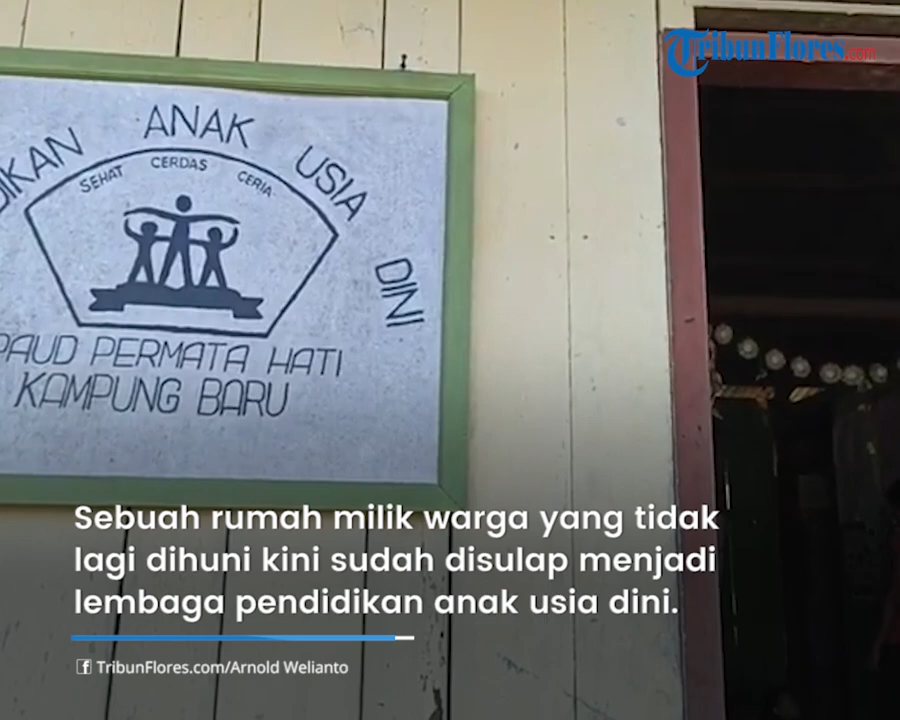 TribunFlores.com
ANAK USIA DINI
SEHAT CERDAS CERIA
PAUD PERMATA HATI
KAMPUNG BARU
Sebuah rumah milik warga yang tidak
lagi dihuni kini sudah disulap menjadi
lembaga pendidikan anak usia dini.
TribunFlores.com/Arnold Welianto